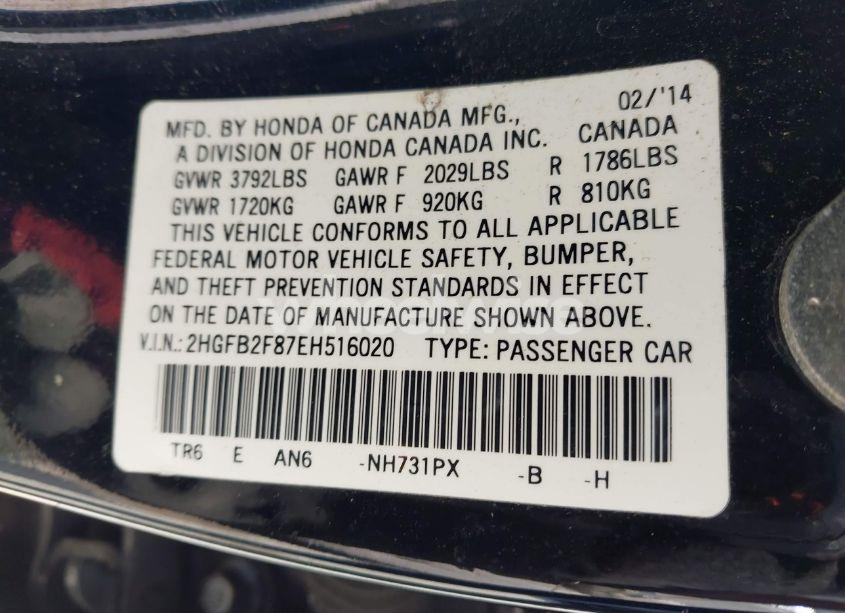 02/'14
MFD. BY HONDA OF CANADA MFG.,
A DIVISION OF HONDA CANADA INC. CANADA
GVWR 3792LBS GAWR F 2029LBS R 1786LBS
GVWR 1720KG GAWR F 920KG R 810KG
THIS VEHICLE CONFORMS TO ALL APPLICABLE
FEDERAL MOTOR VEHICLE SAFETY, BUMPER,
AND THEFT PREVENTION STANDARDS IN EFFECT
ON THE DATE OF MANUFACTURE SHOWN ABOVE.
V.I.N.: 2HGFB2F87EH516020 TYPE: PASSENGER CAR
TR6 E AN6 -NH731PX -B -H